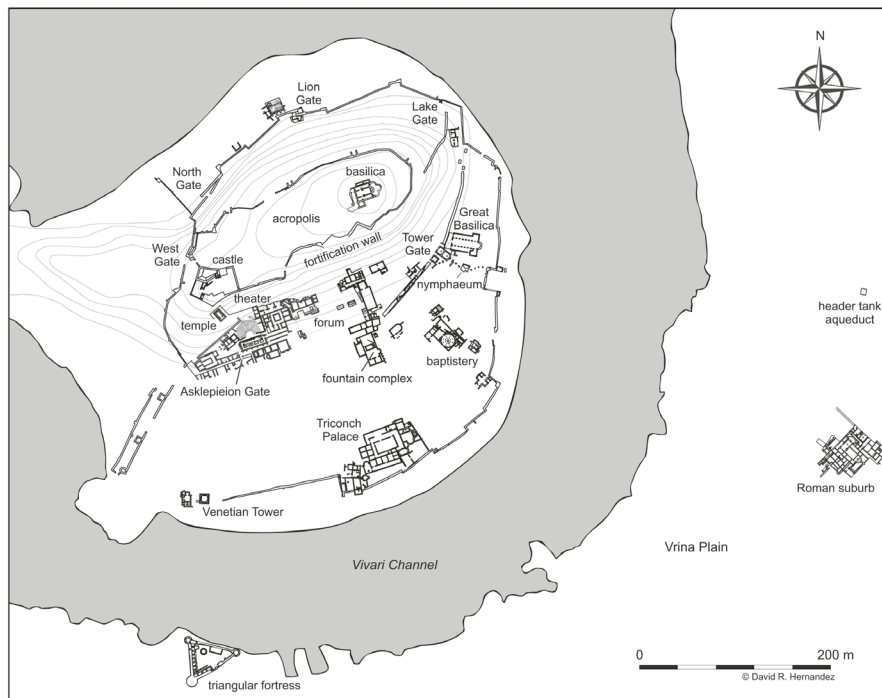 N
Lion
Gate
Lake
Gate
North
Gate
basilica
acropolis
Great
Basilica
West
Gate
castle
fortification wall
Tower
Gate
nymphaeum
theater
temple
forum
header tank
aqueduct
baptistery
fountain complex
Asklepieion Gate
Triconch
Palace
Roman suburb
Venetian Tower
Vrina Plain
Vivari Channel
triangular fortress
0
200 m
© David R. Hernandez